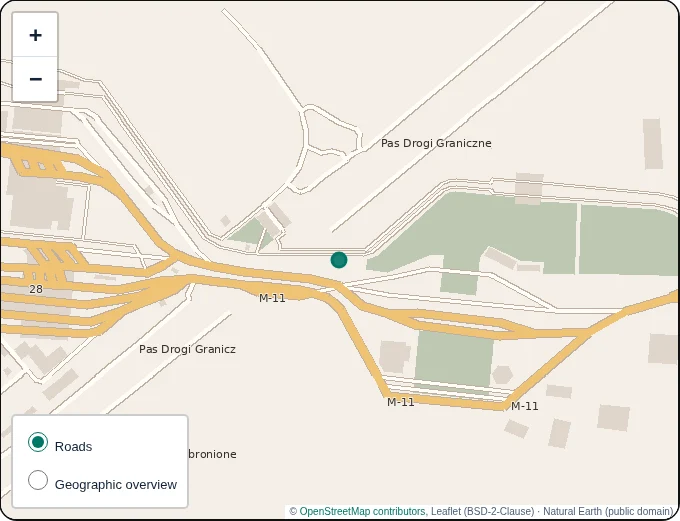 +
−
Pas Drogi Graniczne
28
M-11
Pas Drogi Granicz
M-11
M-11
bronione
Roads
Geographic overview
© OpenStreetMap contributors, Leaflet (BSD-2-Clause) · Natural Earth (public domain)